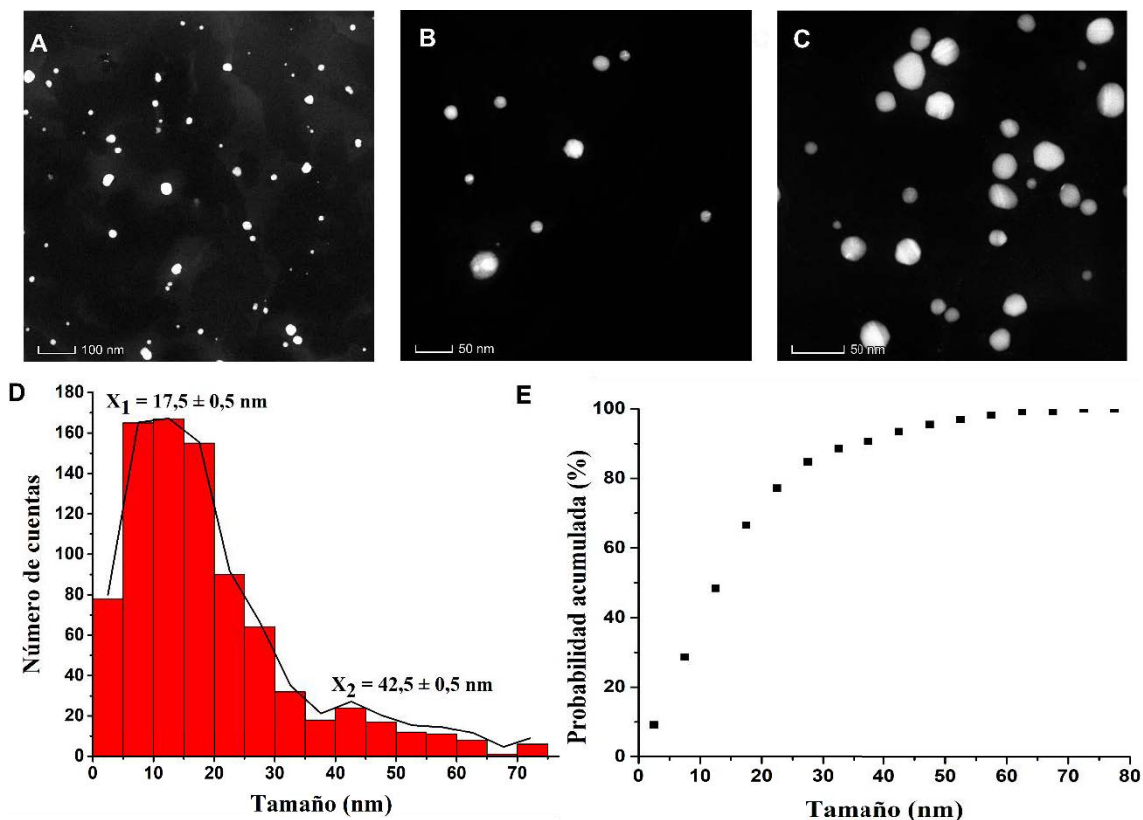 A
B
C
100 nm
50 nm
50 nm
D
X1 = 17,5 ± 0,5 nm
X2 = 42,5 ± 0,5 nm
Número de cuentas
180
160
140
120
100
80
60
40
20
0
0 10 20 30 40 50 60 70
Tamaño (nm)
E
Probabilidad acumulada (%)
100
80
60
40
20
0
0 10 20 30 40 50 60 70 80
Tamaño (nm)